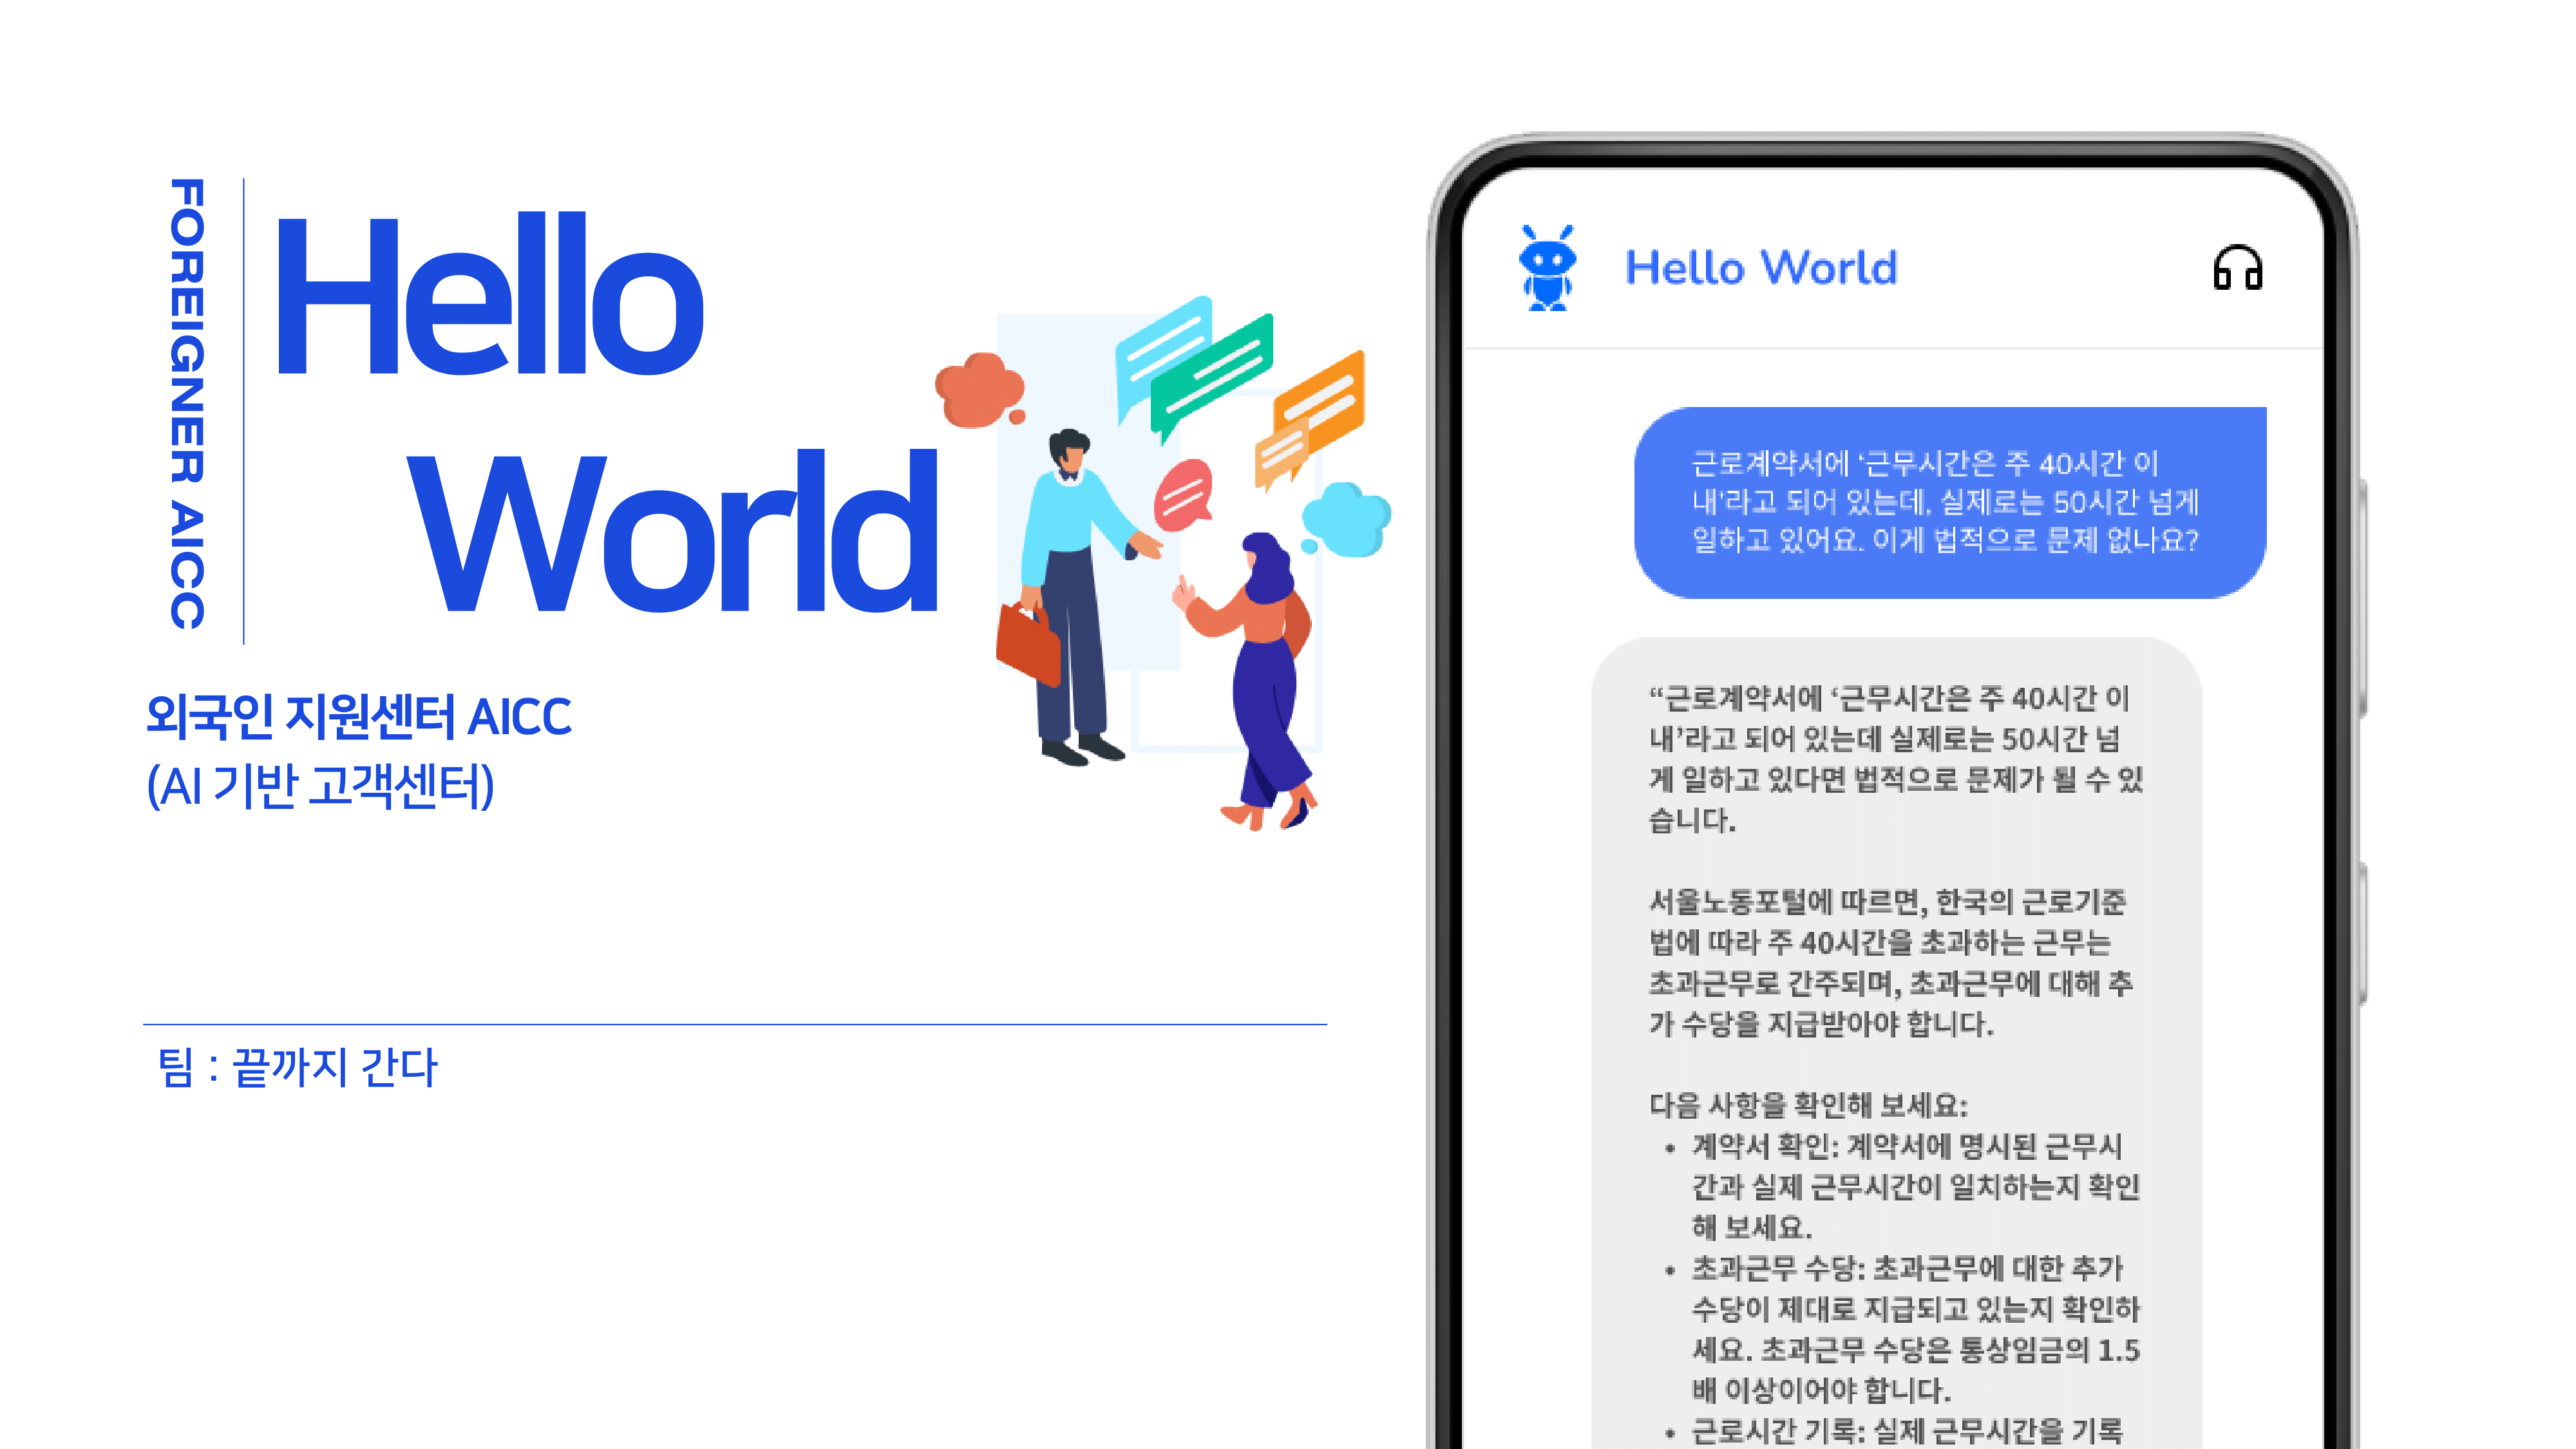 FOREIGNER AICC
Hello
World
외국인 지원센터 AICC
(AI 기반 고객센터)
팀 : 끝까지 간다
Hello World
근로계약서에 ‘근무시간은 주 40시간 이
내’라고 되어 있는데, 실제로는 50시간 넘게
일하고 있어요. 이게 법적으로 문제 없나요?
“근로계약서에 ‘근무시간은 주 40시간 이
내’라고 되어 있는데 실제로는 50시간 넘
게 일하고 있다면 법적으로 문제가 될 수 있
습니다.
서울노동포털에 따르면, 한국의 근로기준
법에 따라 주 40시간을 초과하는 근무는
초과근무로 간주되며, 초과근무에 대해 추
가 수당을 지급받아야 합니다.
다음 사항을 확인해 보세요:
• 계약서 확인: 계약서에 명시된 근무시
간과 실제 근무시간이 일치하는지 확인
해 보세요.
• 초과근무 수당: 초과근무에 대한 추가
수당이 제대로 지급되고 있는지 확인하
세요. 초과근무 수당은 통상임금의 1.5
배 이상이어야 합니다.
• 근로시간 기록: 실제 근무시간을 기록